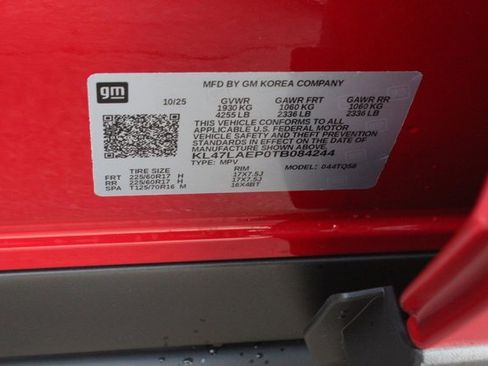 gm
MFD BY GM KOREA COMPANY
10/25 GVWR GAWR FRT GAWR RR
1930 KG 1060 KG 1060 KG
4255 LB 2336 LB 2336 LB
THIS VEHICLE CONFORMS TO ALL
APPLICABLE U.S. FEDERAL MOTOR
VEHICLE SAFETY AND THEFT PREVENTION
STANDARDS IN EFFECT ON THE DATE OF
MANUFACTURE SHOWN ABOVE.
KL47LAEP0TB084244
TYPE: MPV MODEL: 044TQ58
TIRE SIZE RIM
FRT 225/60R17 H 17X7.5J
RR 225/60R17 H 17X7.5J
SPA T125/70R16 M 16X4BT